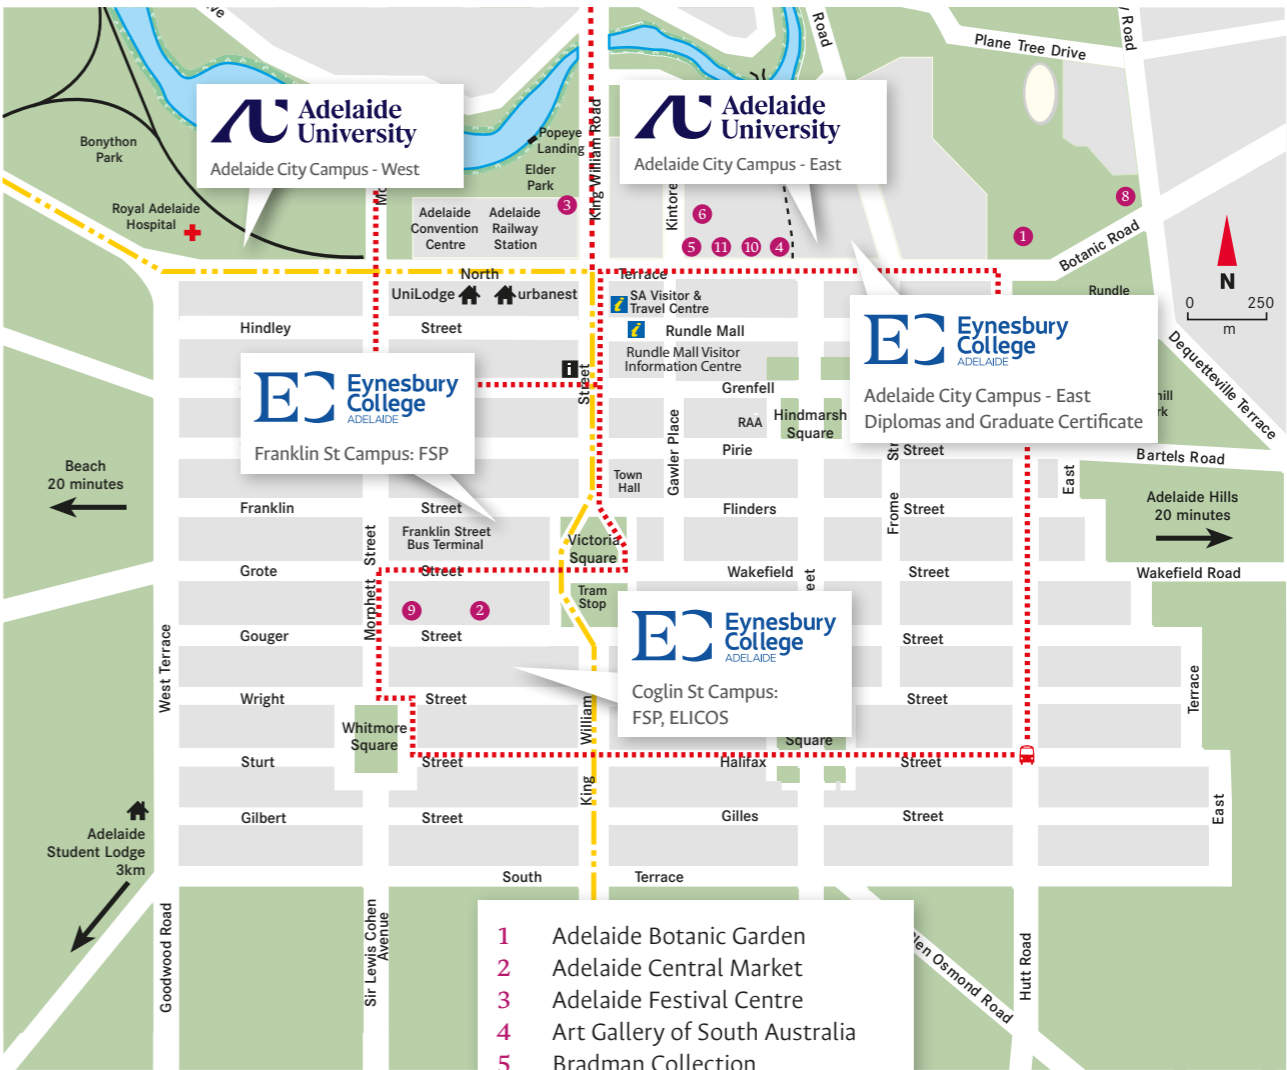 ve
Road
Road
Plane Tree Drive
Adelaide
University
Adelaide City Campus - West
Adelaide
University
Adelaide City Campus - East
Bonython
Park
Popeye
Landing
Elder
Park
King William Road
Kintore
Mo
Royal Adelaide
Hospital
Adelaide
Convention
Centre
Adelaide
Railway
Station
3
6
5
11
10
4
8
1
Botanic Road
N
0 250
m
North Terrace
UniLodge
urbanest
i
SA Visitor &
Travel Centre
Rundle
Hindley Street
i
Rundle Mall
Rundle Mall Visitor
Information Centre
i
Street
EC
Eynesbury
College
ADELAIDE
Adelaide City Campus - East
Diplomas and Graduate Certificate
EC
Eynesbury
College
ADELAIDE
Franklin St Campus: FSP
Grenfell
Dequetteville Terrace
hill
rk
RAA
Hindmarsh
Square
Gawler Place
Pirie Street
Str
Bartels Road
Beach
20 minutes
Town
Hall
East
Adelaide Hills
20 minutes
Franklin Street
Flinders Street
Frome
Franklin Street
Bus Terminal
Victoria
Square
Morphett Street
Grote Street
Wakefield Street
Wakefield Road
eet
Tram
Stop
9
2
Gouger Street
Street
EC
Eynesbury
College
ADELAIDE
Coglin St Campus:
FSP, ELICOS
West Terrace
Terrace
Wright Street
Street
Whitmore
Square
William
Square
Sturt Street
Halifax Street
King
Gilbert Street
Gilles Street
East
Adelaide
Student Lodge
3km
South Terrace
Goodwood Road
Sir Lewis Cohen
Avenue
Glen Osmond Road
Hutt Road
1 Adelaide Botanic Garden
2 Adelaide Central Market
3 Adelaide Festival Centre
4 Art Gallery of South Australia
5 Bradman Collection